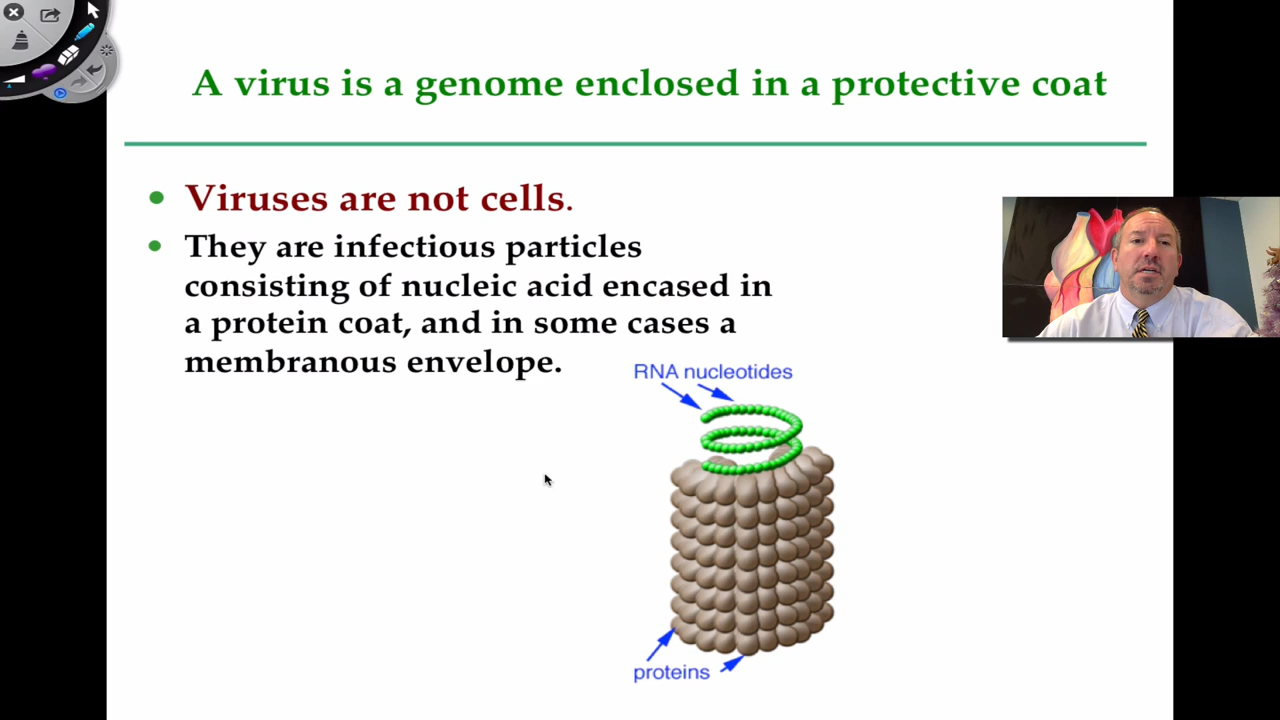 A virus is a genome enclosed in a protective coat
• Viruses are not cells.
• They are infectious particles
consisting of nucleic acid encased in
a protein coat, and in some cases a
membranous envelope.
RNA nucleotides
proteins